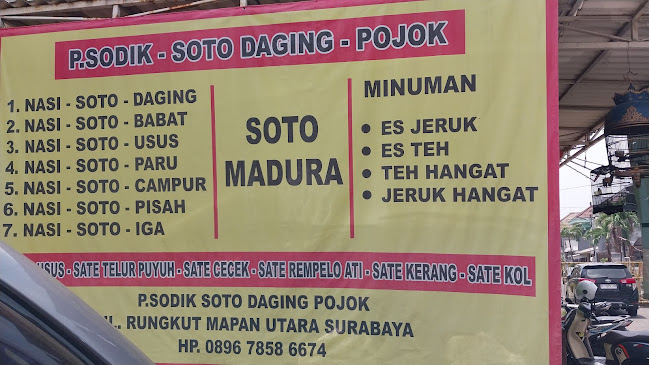 P.SODIK - SOTO DAGING - POJOK
1. NASI - SOTO - DAGING
2. NASI - SOTO - BABAT
3. NASI - SOTO - USUS
4. NASI - SOTO - PARU
5. NASI - SOTO - CAMPUR
6. NASI - SOTO - PISAH
7. NASI - SOTO - IGA
SOTO
MADURA
MINUMAN
• ES JERUK
• ES TEH
• TEH HANGAT
• JERUK HANGAT
USUS - SATE TELUR PUYUH - SATE CECEK - SATE REMPELO ATI - SATE KERANG - SATE KOL
P.SODIK SOTO DAGING POJOK
RUNGKUT MAPAN UTARA SURABAYA
HP. 0896 7858 6674